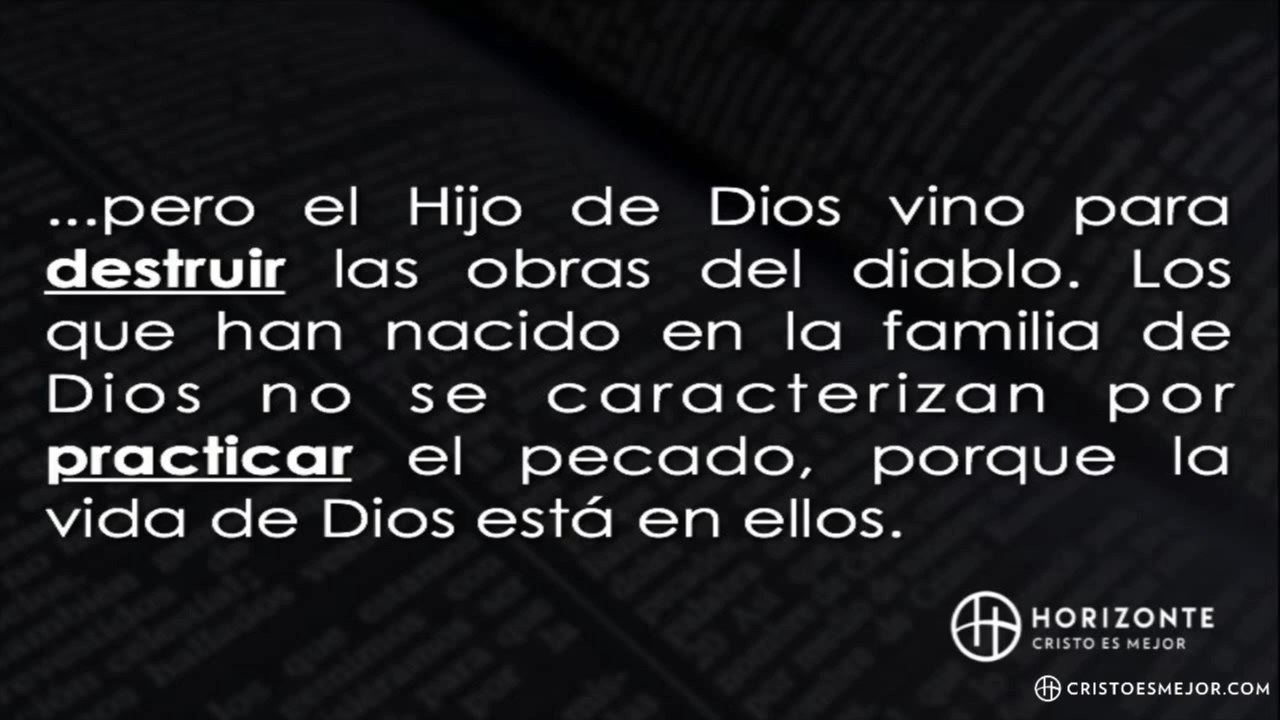 ...pero el Hijo de Dios vino para
destruir las obras del diablo. Los
que han nacido en la familia de
Dios no se caracterizan por
practicar el pecado, porque la
vida de Dios está en ellos.
HORIZONTE
CRISTO ES MEJOR
CRISTOESMEJOR.COM